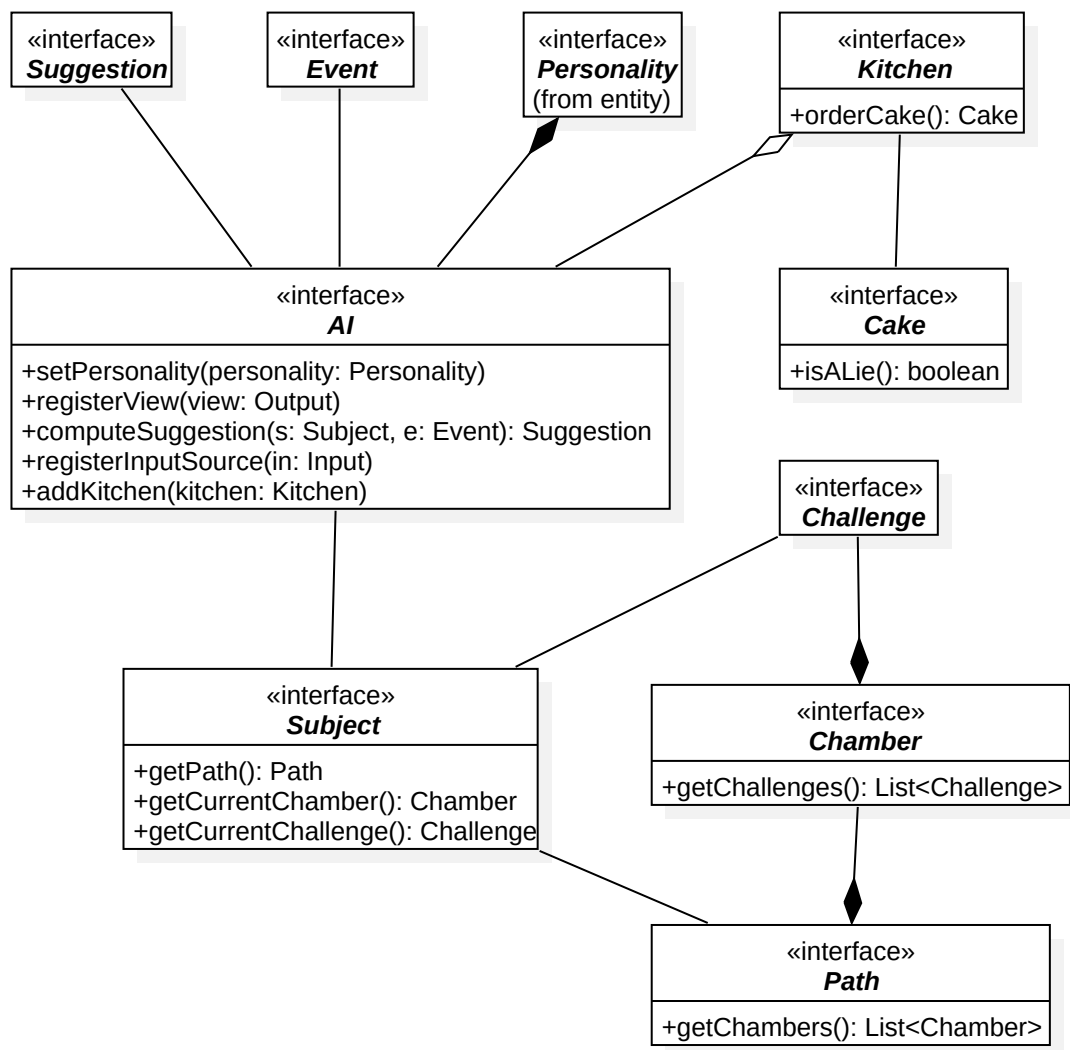 «interface»
Suggestion
«interface»
Event
«interface»
Personality
(from entity)
«interface»
Kitchen
+orderCake(): Cake
«interface»
AI
+setPersonality(personality: Personality)
+registerView(view: Output)
+computeSuggestion(s: Subject, e: Event): Suggestion
+registerInputSource(in: Input)
+addKitchen(kitchen: Kitchen)
«interface»
Cake
+isALie(): boolean
«interface»
Challenge
«interface»
Subject
+getPath(): Path
+getCurrentChamber(): Chamber
+getCurrentChallenge(): Challenge
«interface»
Chamber
+getChallenges(): List<Challenge>
«interface»
Path
+getChambers(): List<Chamber>